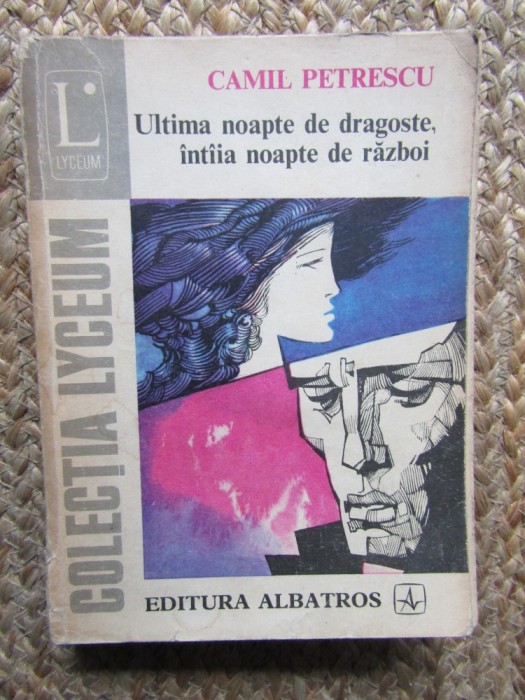 L
LYCEUM
CAMIL PETRESCU
Ultima noapte de dragoste,
întîia noapte de război
COLECȚIA LYCEUM
EDITURA ALBATROS